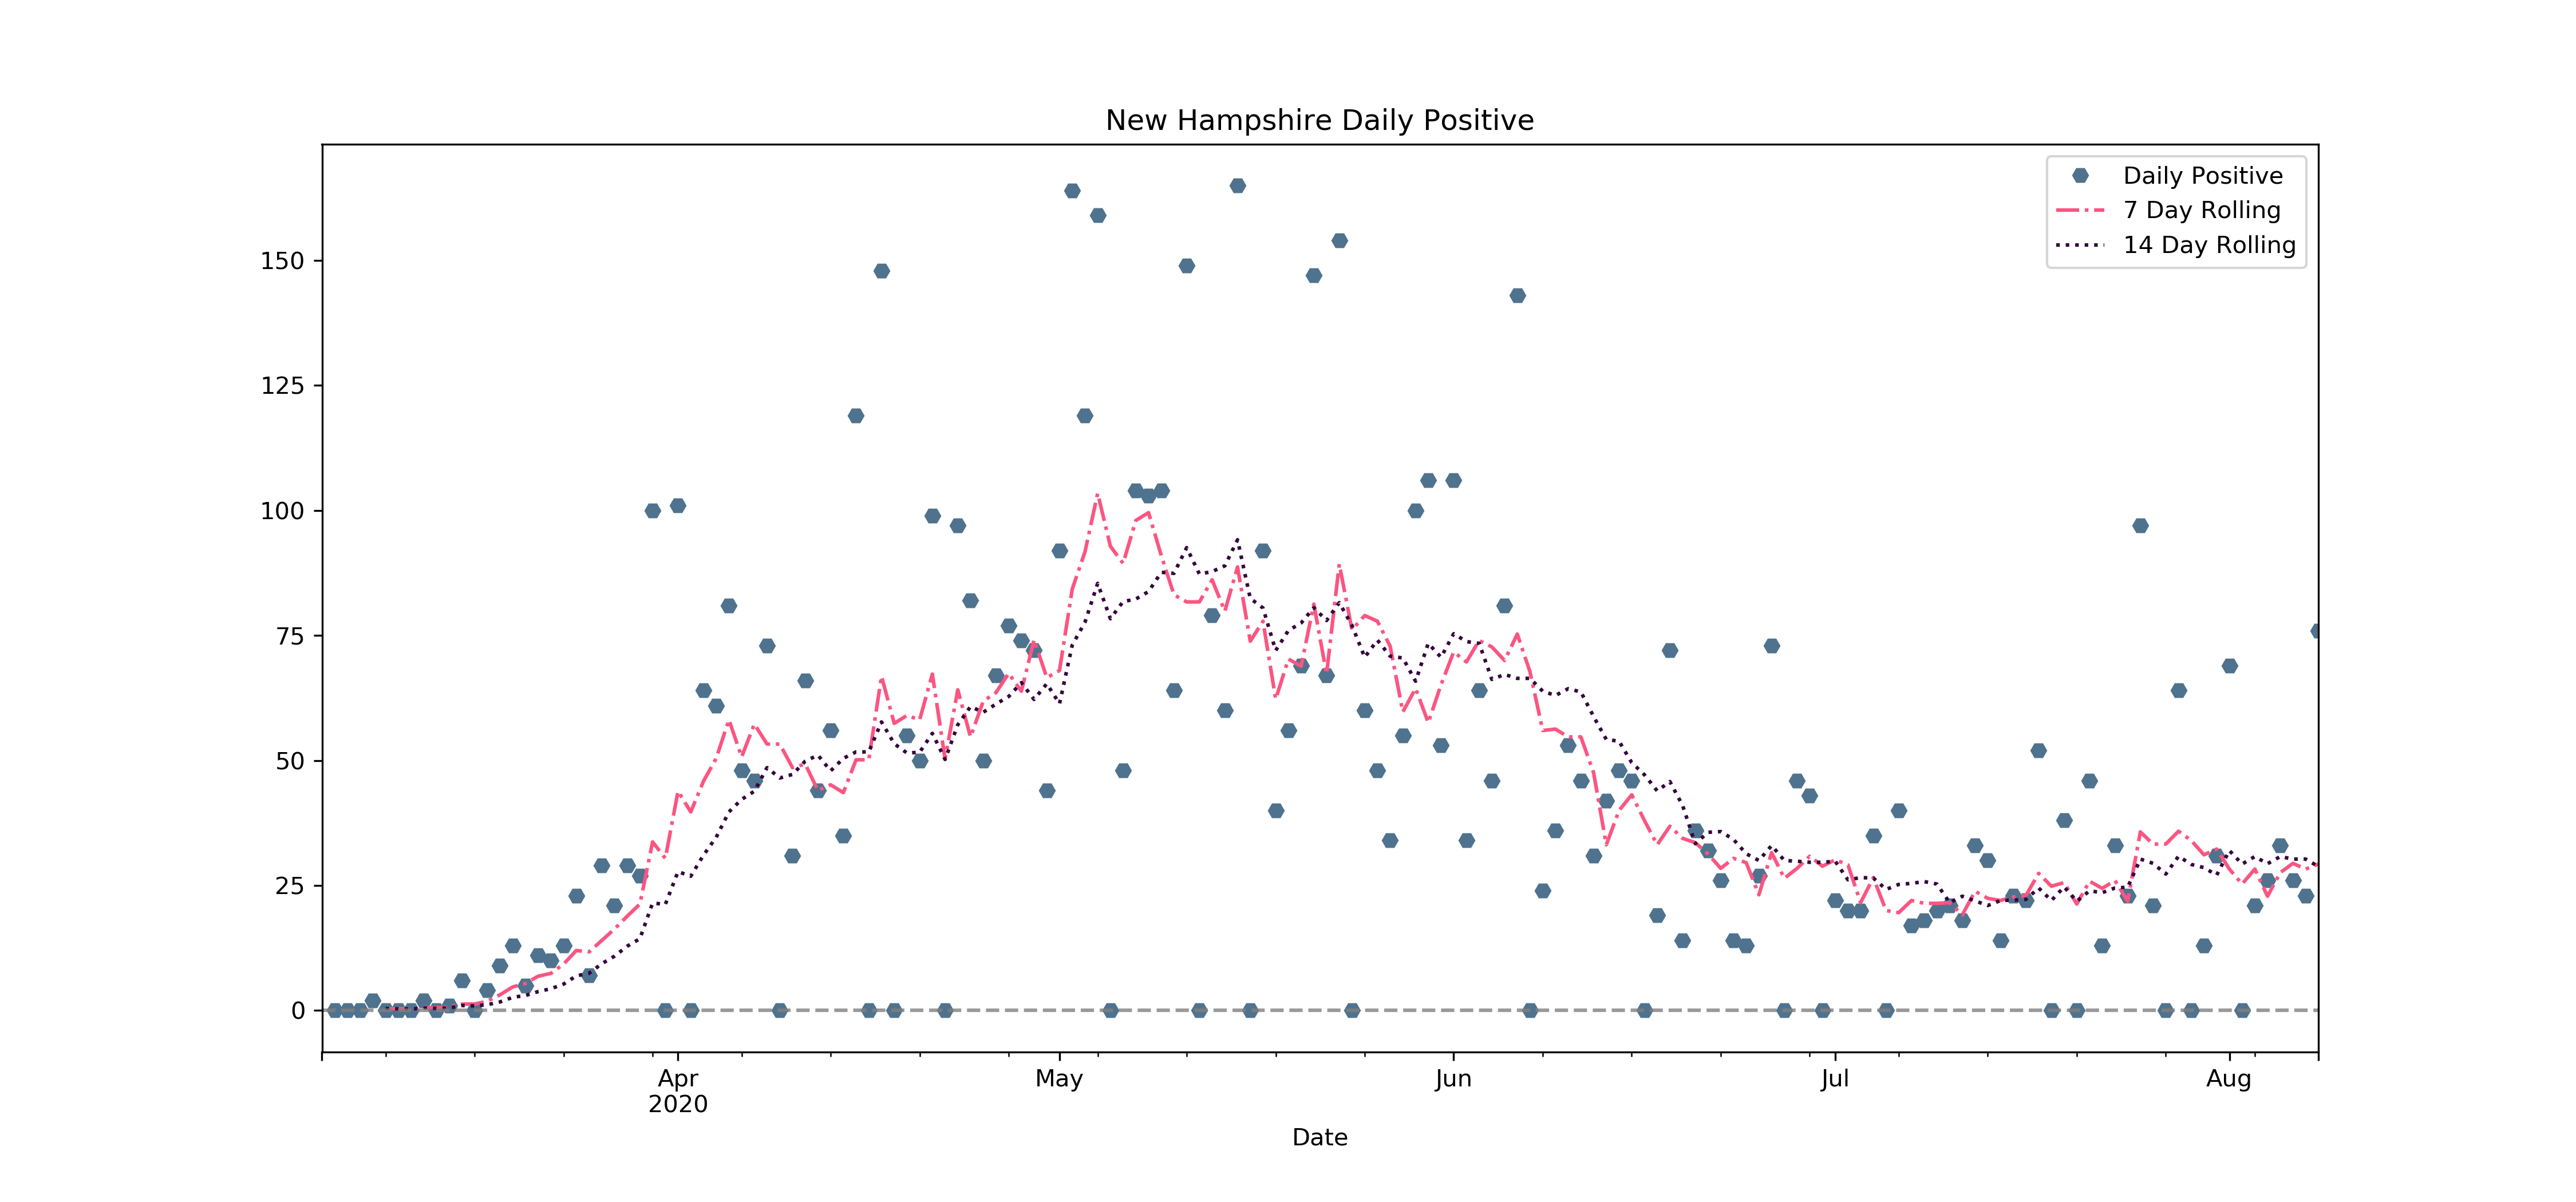 New Hampshire Daily Positive
Daily Positive
7 Day Rolling
14 Day Rolling
150
125
100
75
50
25
0
Apr
2020
May
Jun
Jul
Aug
Date